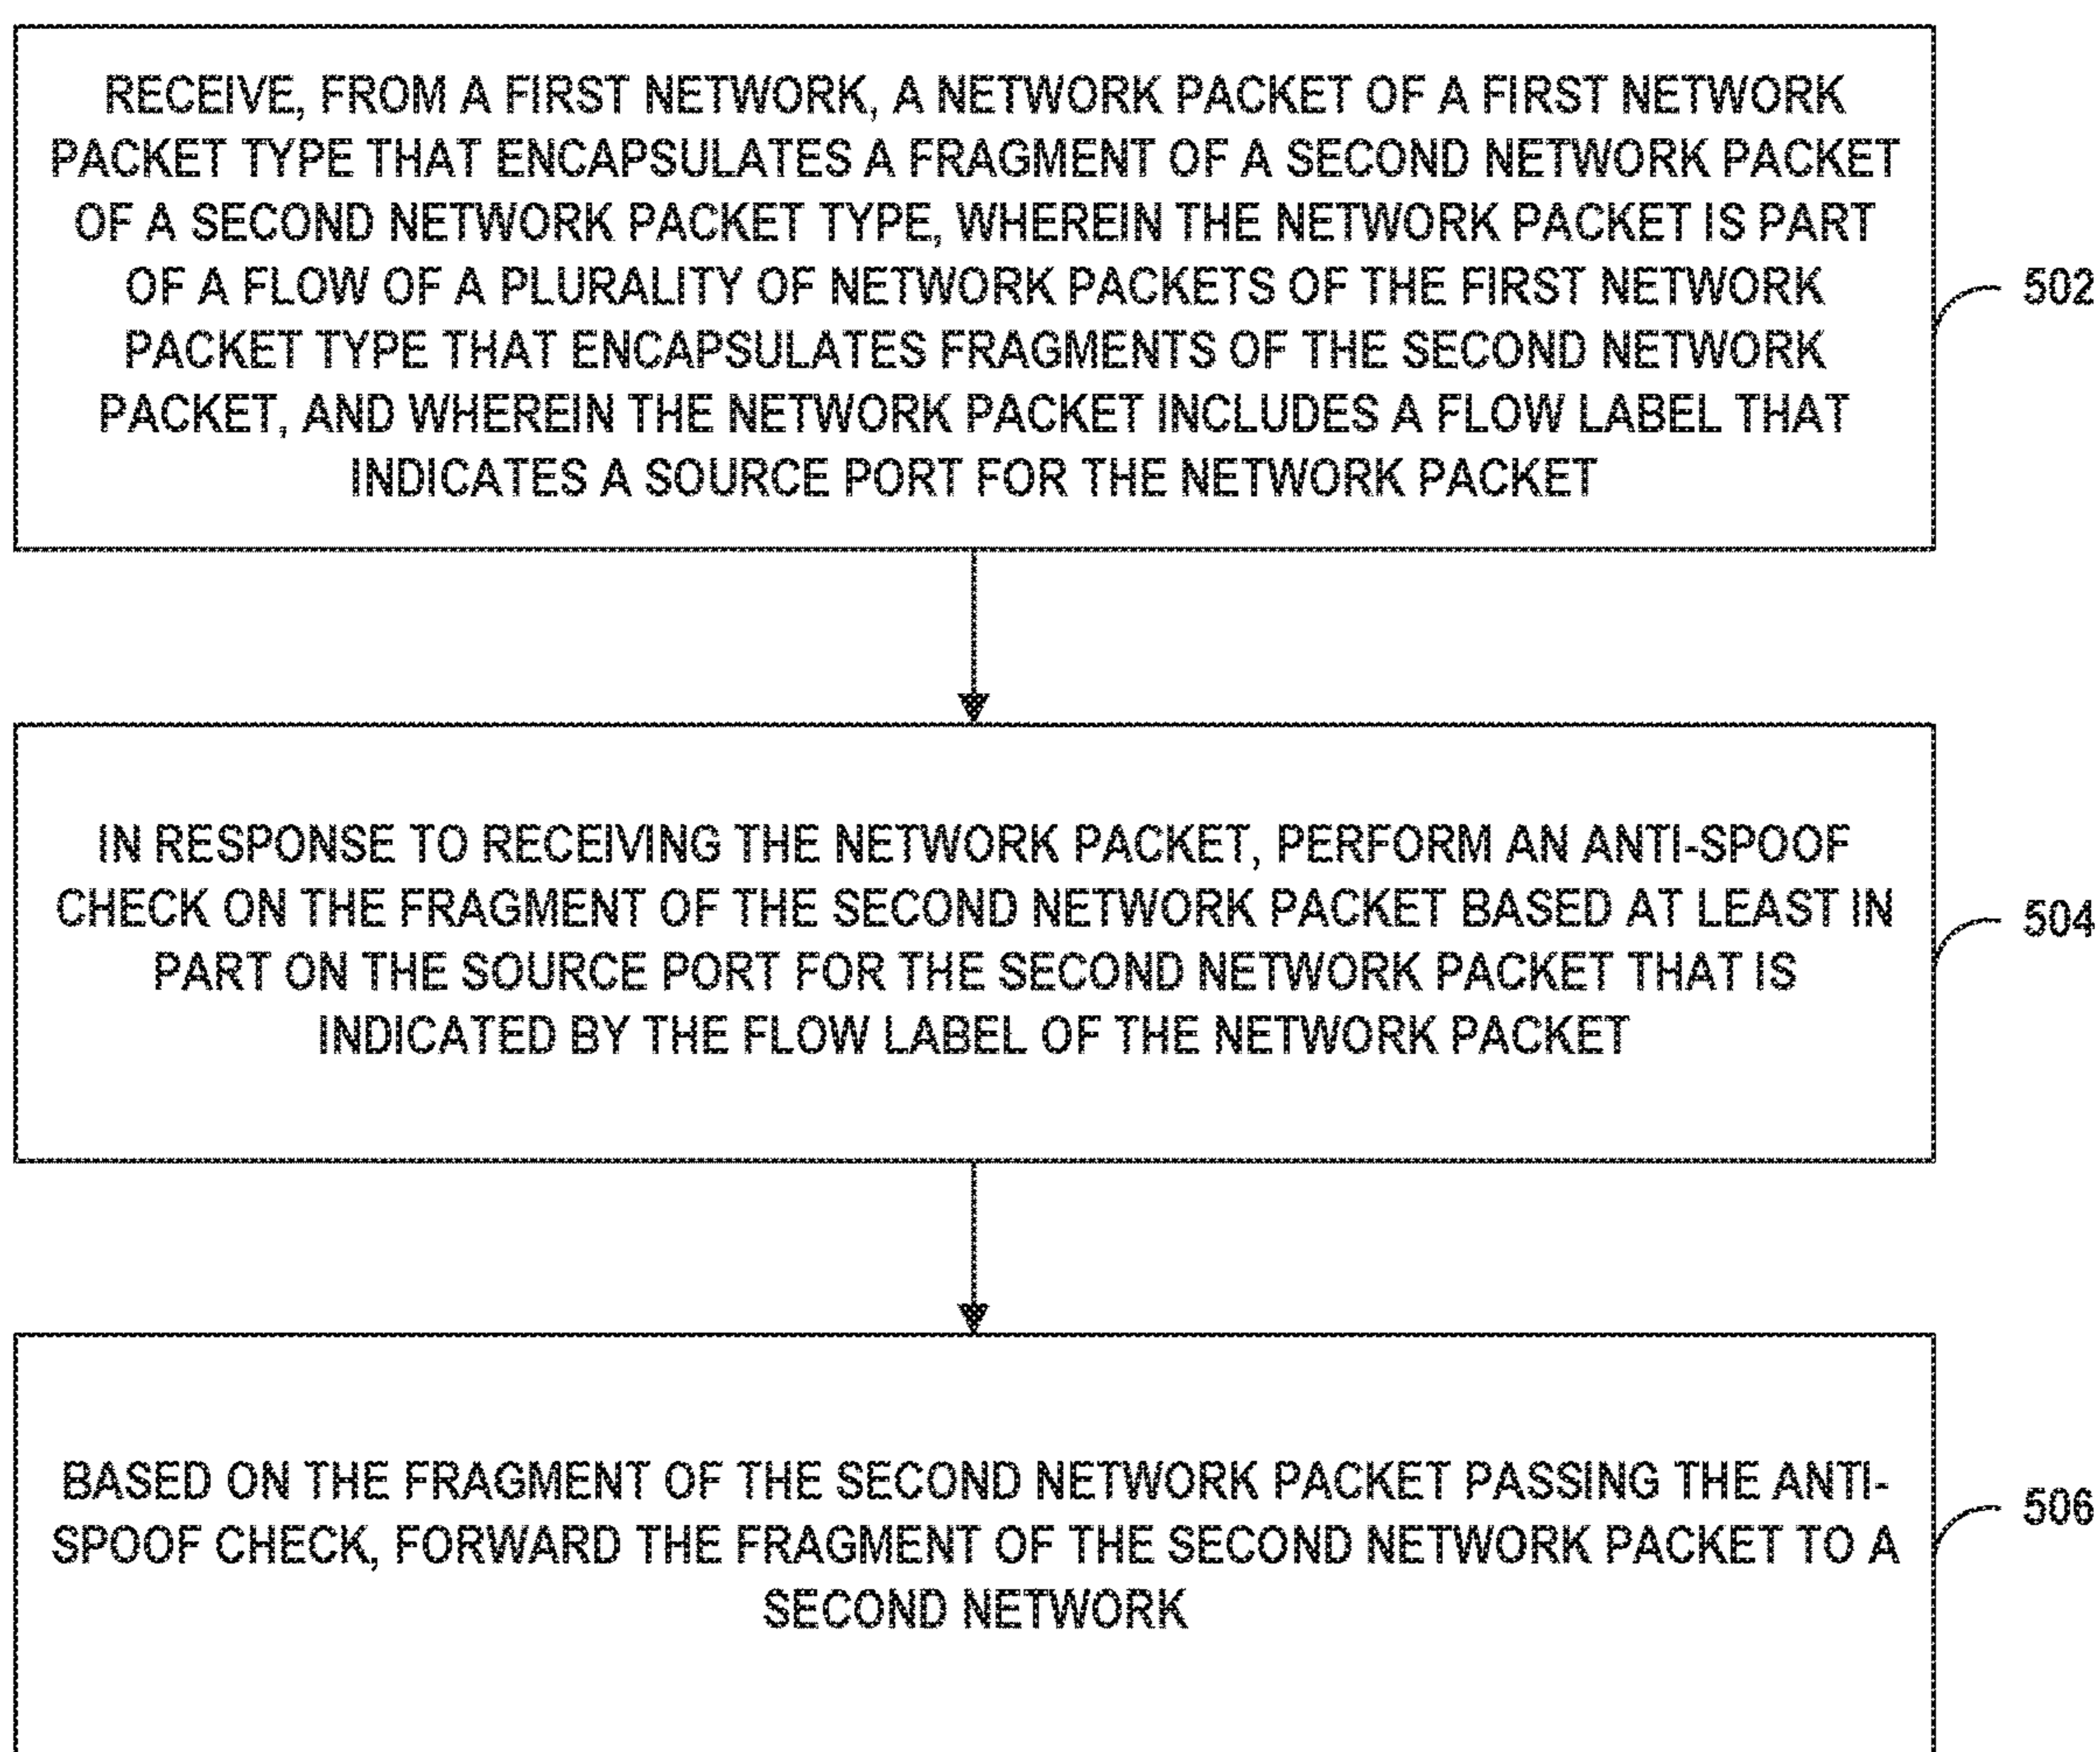 RECEIVE, FROM A FIRST NETWORK, A NETWORK PACKET OF A FIRST NETWORK
PACKET TYPE THAT ENCAPSULATES A FRAGMENT OF A SECOND NETWORK PACKET
OF A SECOND NETWORK PACKET TYPE, WHEREIN THE NETWORK PACKET IS PART
OF A FLOW OF A PLURALITY OF NETWORK PACKETS OF THE FIRST NETWORK
PACKET TYPE THAT ENCAPSULATES FRAGMENTS OF THE SECOND NETWORK
PACKET, AND WHEREIN THE NETWORK PACKET INCLUDES A FLOW LABEL THAT
INDICATES A SOURCE PORT FOR THE NETWORK PACKET
502
IN RESPONSE TO RECEIVING THE NETWORK PACKET, PERFORM AN ANTI-SPOOF
CHECK ON THE FRAGMENT OF THE SECOND NETWORK PACKET BASED AT LEAST IN
PART ON THE SOURCE PORT FOR THE SECOND NETWORK PACKET THAT IS
INDICATED BY THE FLOW LABEL OF THE NETWORK PACKET
504
BASED ON THE FRAGMENT OF THE SECOND NETWORK PACKET PASSING THE ANTI-
SPOOF CHECK, FORWARD THE FRAGMENT OF THE SECOND NETWORK PACKET TO A
SECOND NETWORK
506